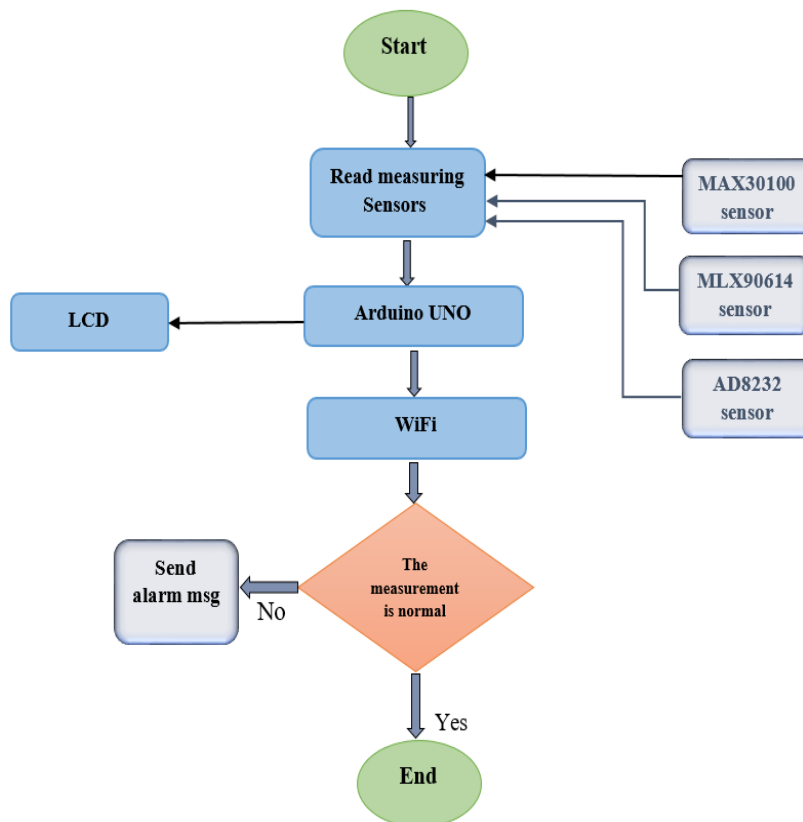 Start
Read measuring
Sensors
MAX30100
sensor
MLX90614
sensor
LCD
Arduino UNO
AD8232
sensor
WiFi
The
measurement
is normal
Send
alarm msg
No
Yes
End